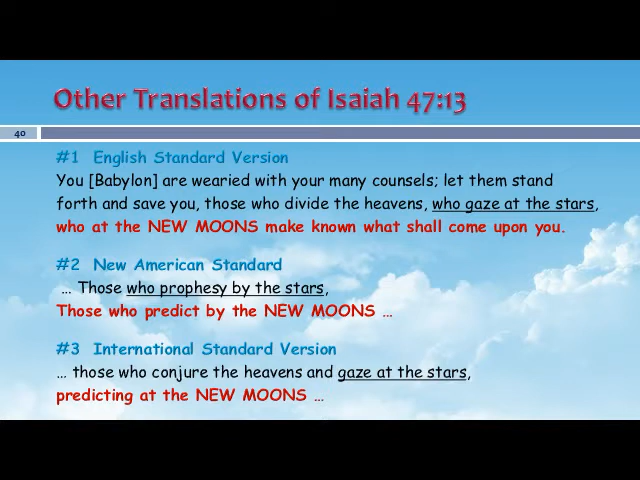 Other Translations of Isaiah 47:13
40
#1 English Standard Version
You [Babylon] are wearied with your many counsels; let them stand
forth and save you, those who divide the heavens, who gaze at the stars,
who at the NEW MOONS make known what shall come upon you.
#2 New American Standard
… Those who prophesy by the stars,
Those who predict by the NEW MOONS …
#3 International Standard Version
… those who conjure the heavens and gaze at the stars,
predicting at the NEW MOONS …